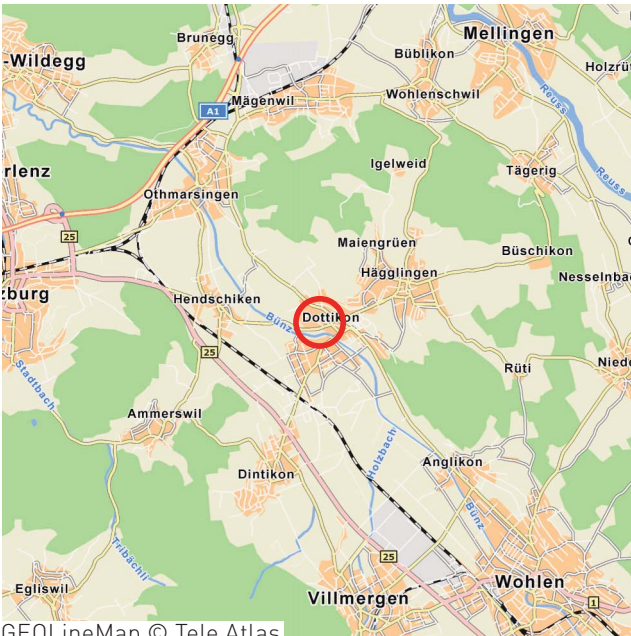 Brunegg
Mellingen
-Wildegg
Büblikon
Holzrü
Mägenwil
Wohlenschwil
Reuss
A1
rlenz
Igelweid
Tägerig
Reuss
Othmarsingen
25
Maiengrüen
Büschikon
Hägglingen
Nesselnba
zburg
Hendschiken
Dottikon
Bünz
25
Rüti
Niede
Stadtbach
Ammerswil
Holzbach
Anglikon
Dintikon
Bünz
Tribächli
25
Egliswil
Villmergen
Wohlen
1
GEOLineMap © Tele Atlas